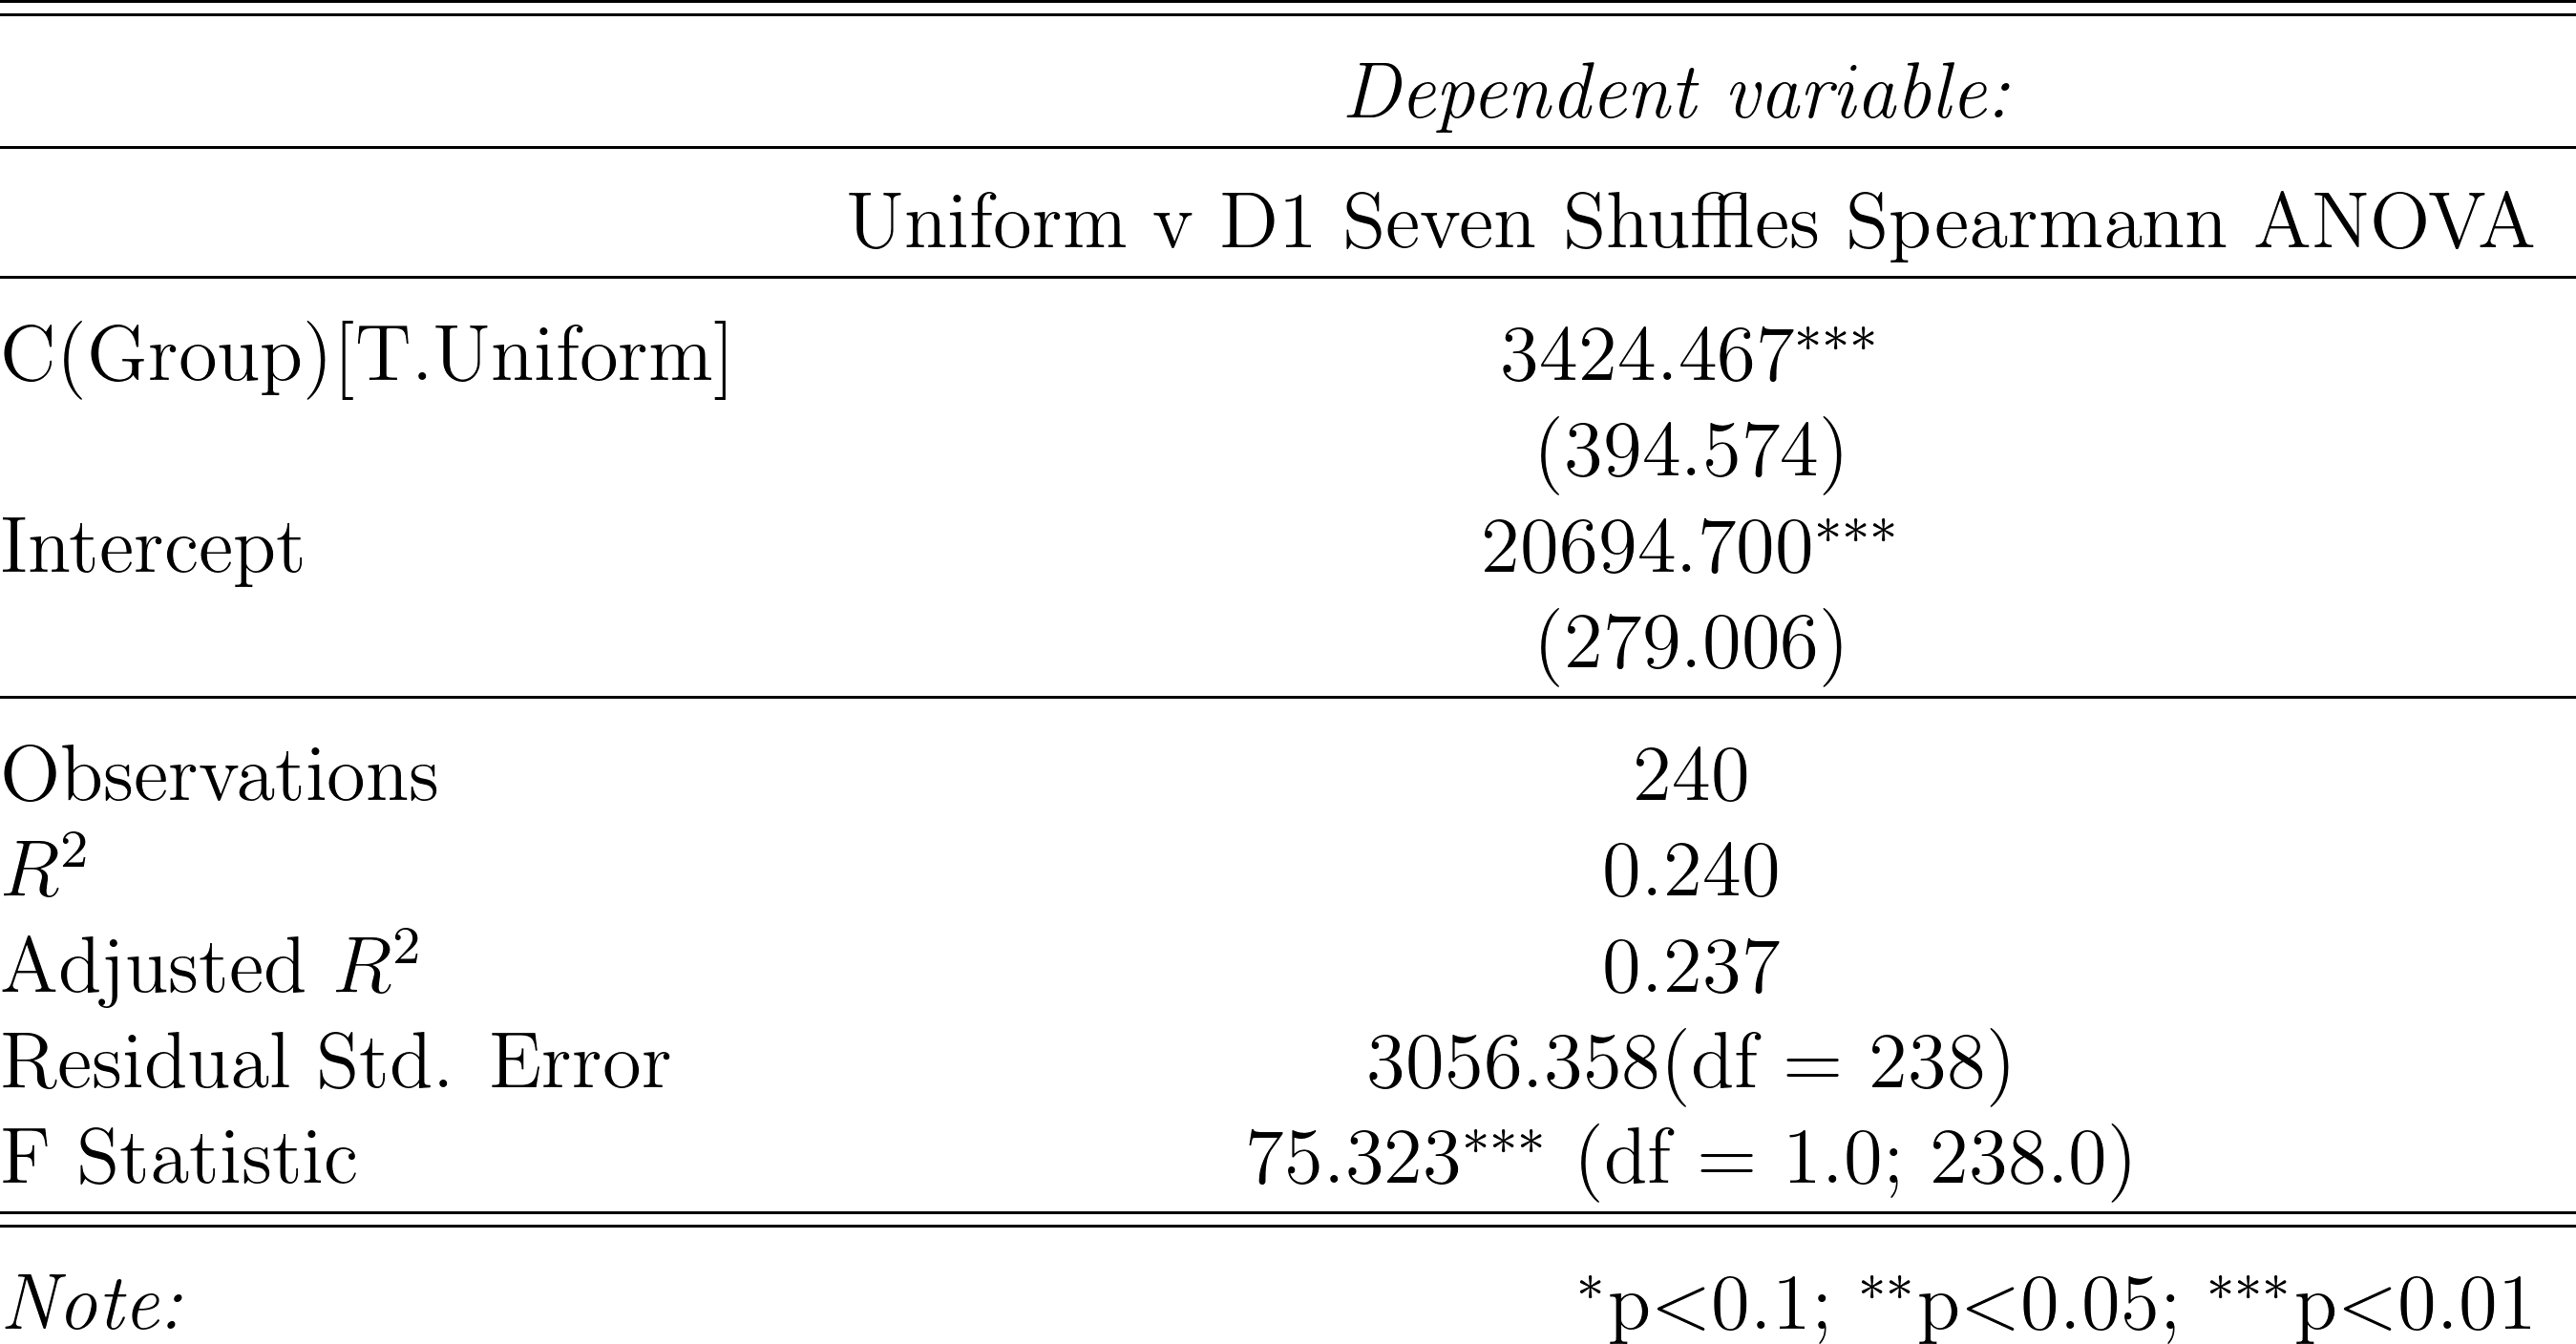 Dependent variable:
Uniform v D1 Seven Shuffles Spearmann ANOVA
C(Group)[T.Uniform] 3424.467***
(394.574)
Intercept 20694.700***
(279.006)
Observations 240
R² 0.240
Adjusted R² 0.237
Residual Std. Error 3056.358(df = 238)
F Statistic 75.323*** (df = 1.0; 238.0)
Note: *p<0.1; **p<0.05; ***p<0.01